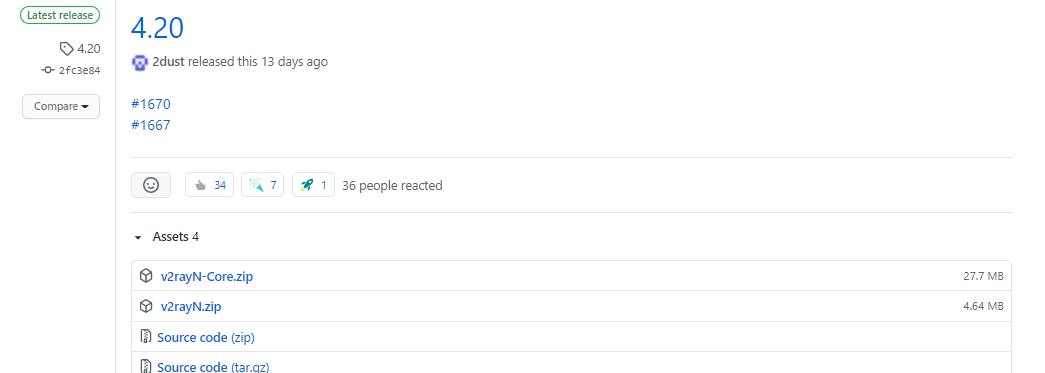 Latest release
4.20
2fc3e84
Compare
4.20
2dust released this 13 days ago
#1670
#1667
34 7 1 36 people reacted
Assets 4
v2rayN-Core.zip 27.7 MB
v2rayN.zip 4.64 MB
Source code (zip)
Source code (tar.gz)